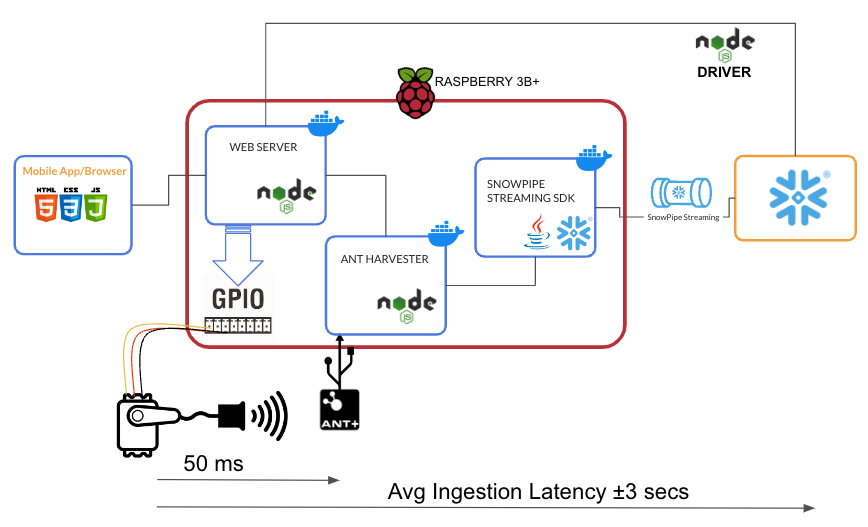 node
JS
DRIVER
RASPBERRY 3B+
WEB SERVER
node
JS
Mobile App/Browser
HTML CSS JS
5 3
SNOWPIPE
STREAMING SDK
Java
®
SnowPipe Streaming
®
ANT HARVESTER
node
JS
GPIO
ANT+
50 ms
Avg Ingestion Latency ±3 secs